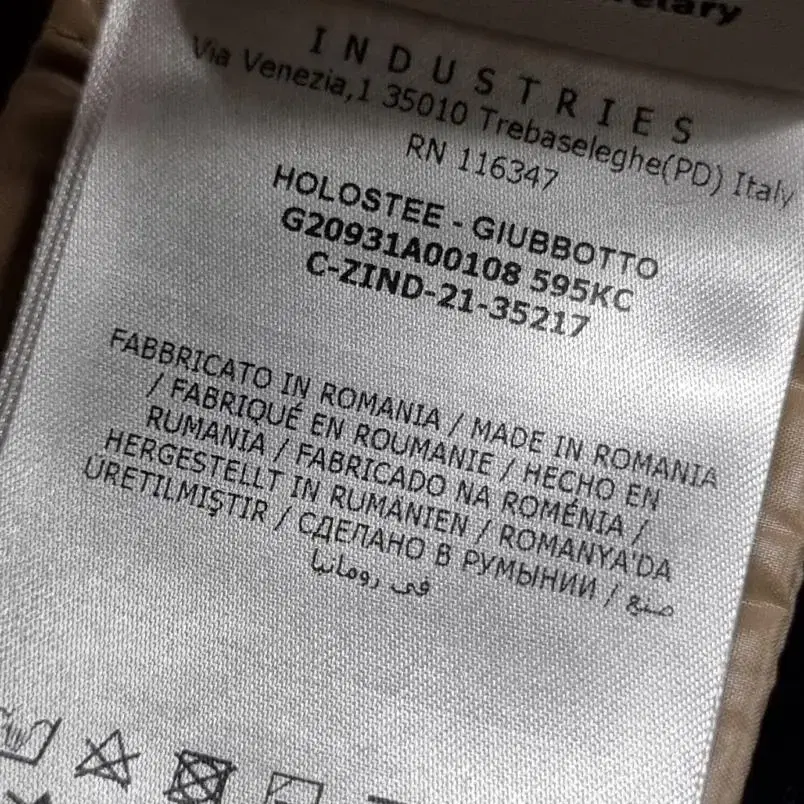 INDUSTRIES
Via Venezia,1 35010 Trebaseleghe(PD) Italy
RN 116347
HOLOSTEE - GIUBBOTTO
G20931A00108 595KC
C-ZIND-21-35217
FABBRICATO IN ROMANIA / MADE IN ROMANIA
/ FABRIQUÉ EN ROUMANIE / HECHO EN
RUMANIA / FABRICADO NA ROMÉNIA /
HERGESTELLT IN RUMÄNIEN / ROMANYA'DA
ÜRETILMIŞTIR / СДЕЛАНО В РУМЫНИИ / صنع
في رومانيا